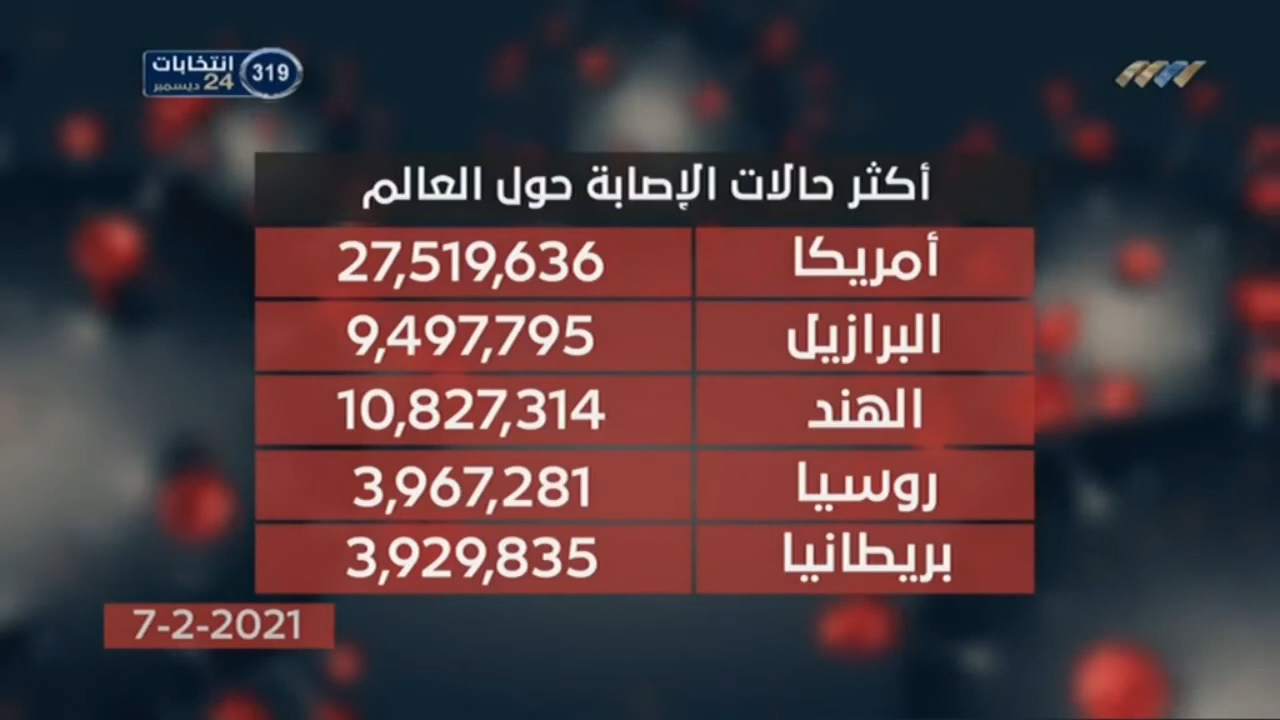 انتخابات
24 ديسمبر
319
أكثر حالات الإصابة حول العالم
أمريكا 27,519,636
البرازيل 9,497,795
الهند 10,827,314
روسيا 3,967,281
بريطانيا 3,929,835
7-2-2021